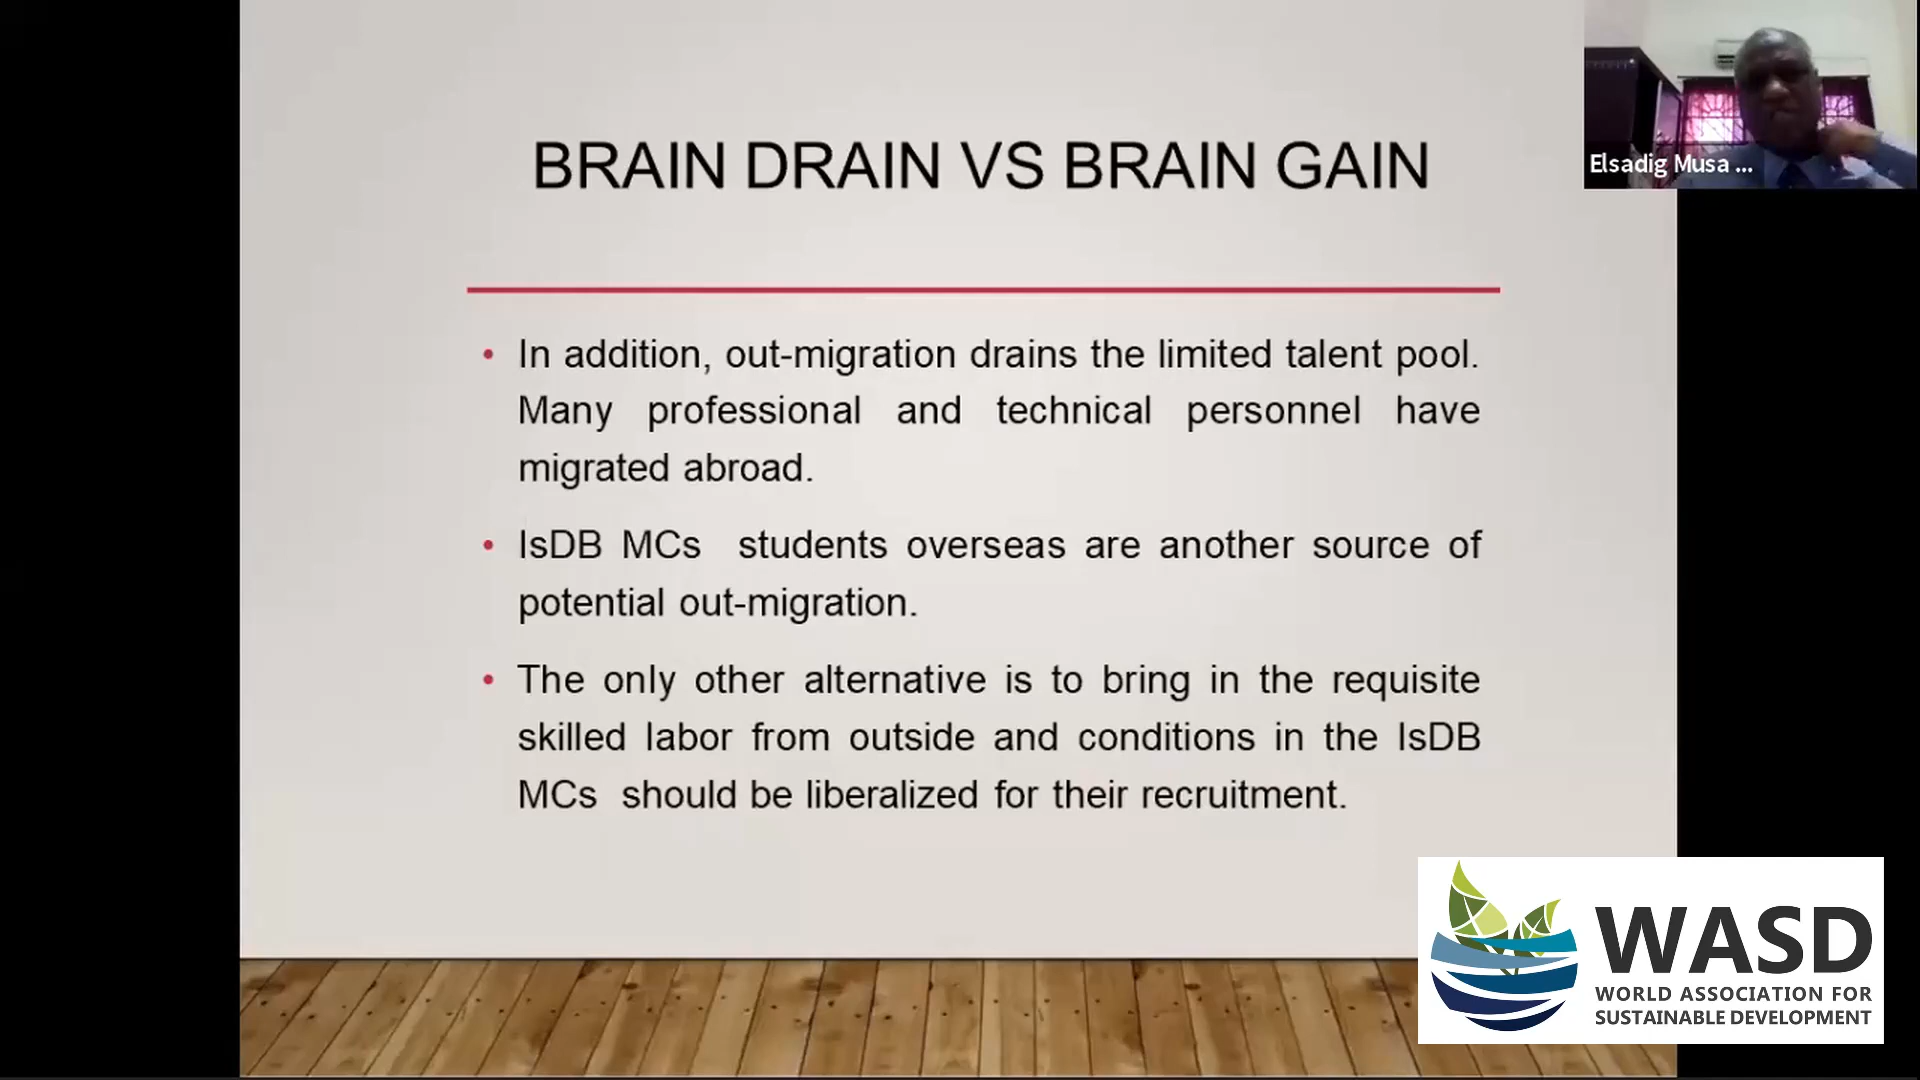 BRAIN DRAIN VS BRAIN GAIN
Elsadig Musa ...
• In addition, out-migration drains the limited talent pool.
Many professional and technical personnel have
migrated abroad.
• IsDB MCs students overseas are another source of
potential out-migration.
• The only other alternative is to bring in the requisite
skilled labor from outside and conditions in the IsDB
MCs should be liberalized for their recruitment.
WASD
WORLD ASSOCIATION FOR
SUSTAINABLE DEVELOPMENT